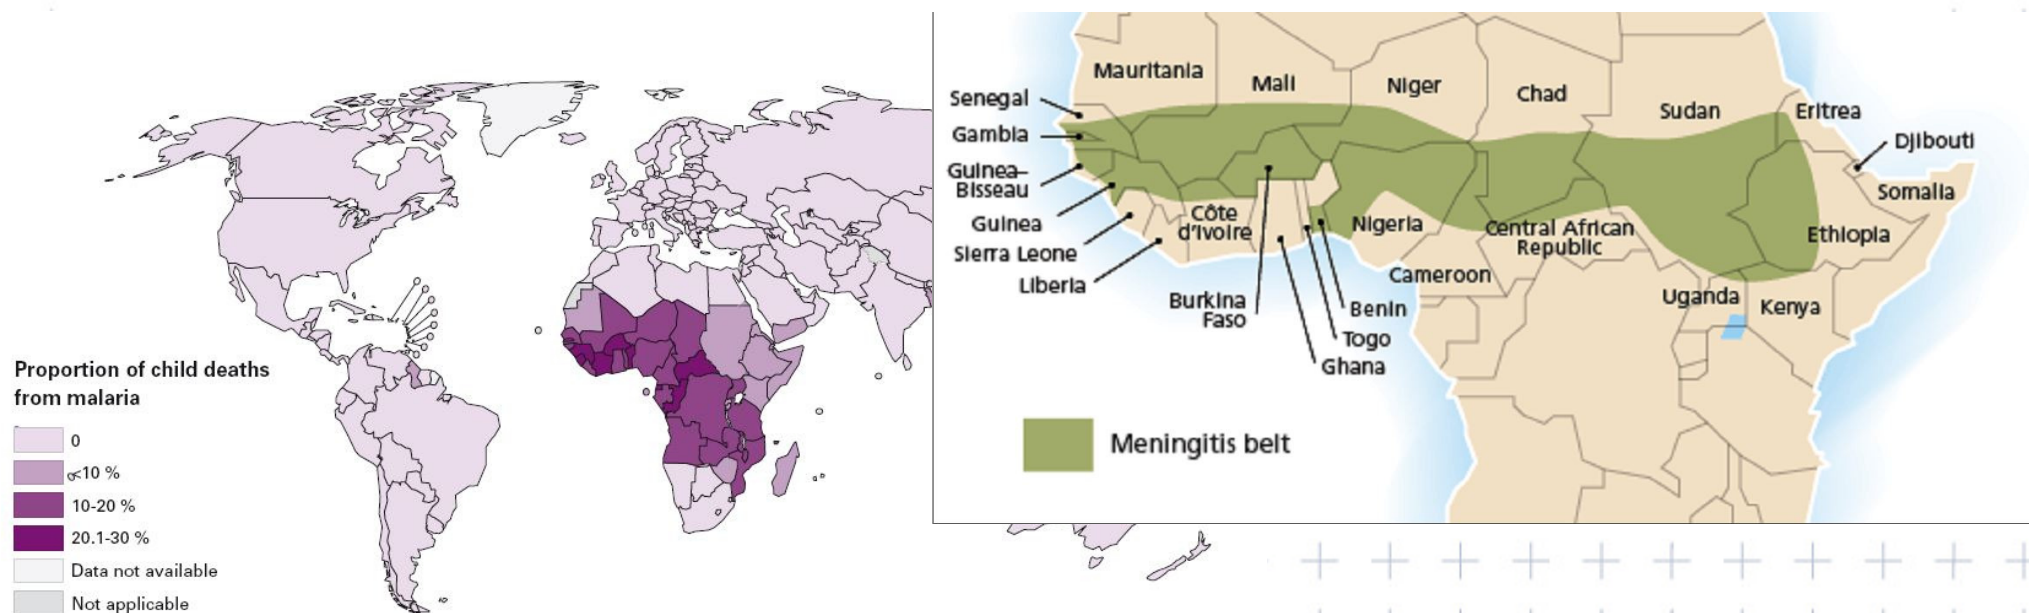 Proportion of child deaths
from malaria
0
<10 %
10-20 %
20.1-30 %
Data not available
Not applicable
Mauritania
Mali
Niger
Chad
Sudan
Eritrea
Djibouti
Somalia
Ethiopia
Senegal
Gambia
Guinea-
Bisseau
Guinea
Sierra Leone
Liberia
Côte
d'Ivoire
Burkina
Faso
Ghana
Togo
Benin
Nigeria
Cameroon
Central African
Republic
Uganda
Kenya
Meningitis belt